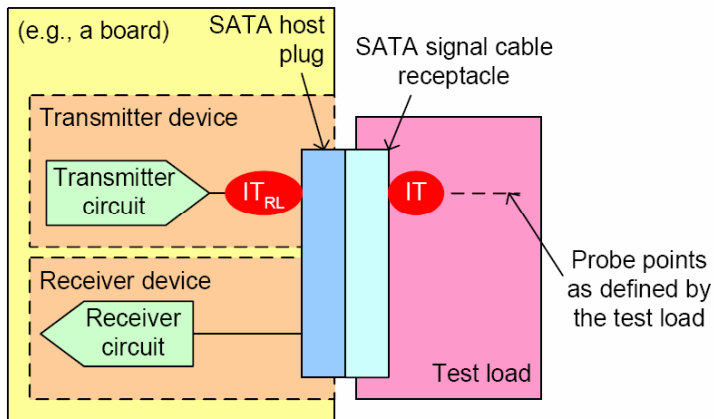 (e.g., a board)
SATA host
plug
SATA signal cable
receptacle
Transmitter device
Transmitter
circuit
IT_RL
IT
Probe points
as defined by
the test load
Receiver device
Receiver
circuit
Test load